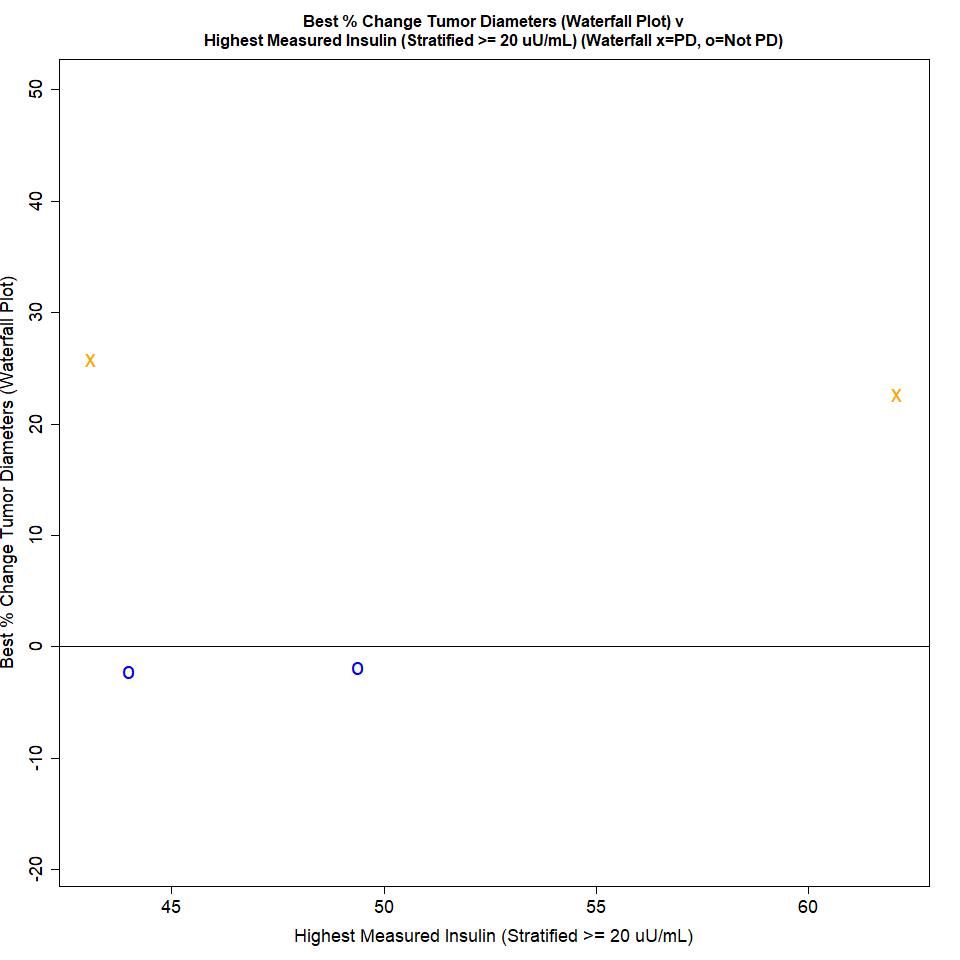 Best % Change Tumor Diameters (Waterfall Plot) v
Highest Measured Insulin (Stratified >= 20 uU/mL) (Waterfall x=PD, o=Not PD)
Best % Change Tumor Diameters (Waterfall Plot)
50
40
30
20
10
0
-10
-20
X
X
O
O
45
50
55
60
Highest Measured Insulin (Stratified >= 20 uU/mL)